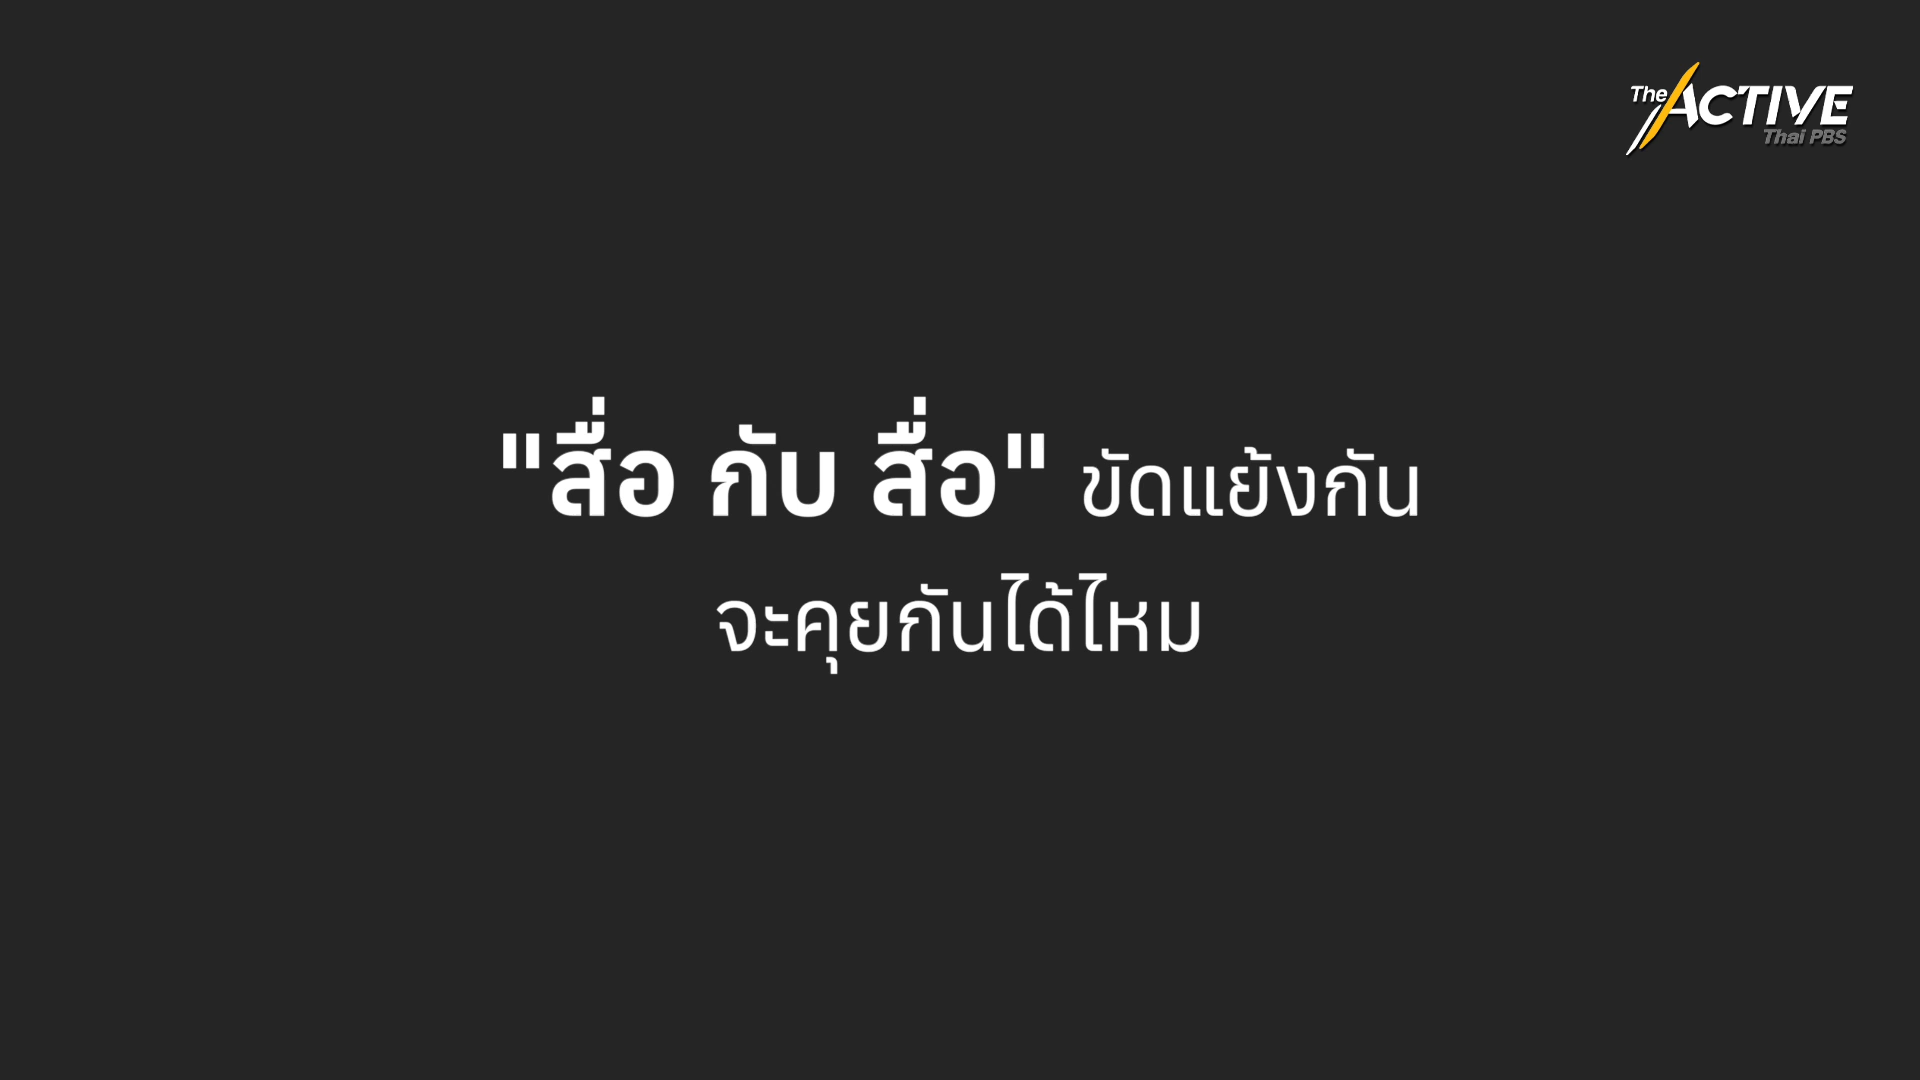 The ACTIVE
Thai PBS
"สื่อ กับ สื่อ" ขัดแย้งกัน
จะคุยกันได้ไหม